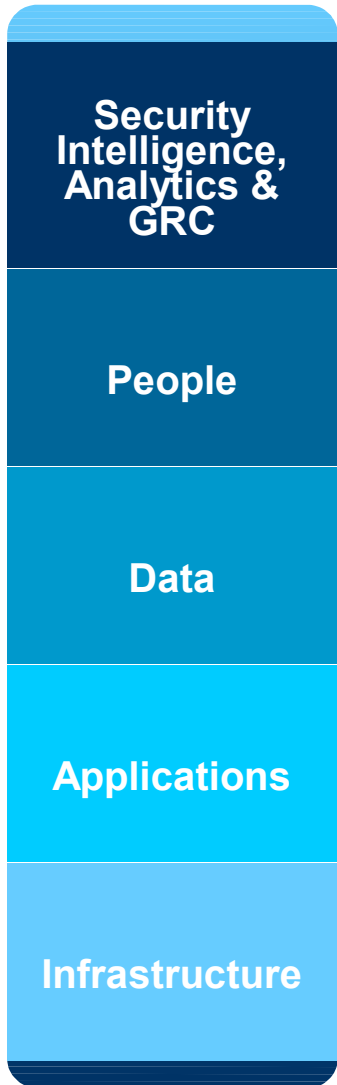 Security
Intelligence,
Analytics &
GRC
People
Data
Applications
Infrastructure